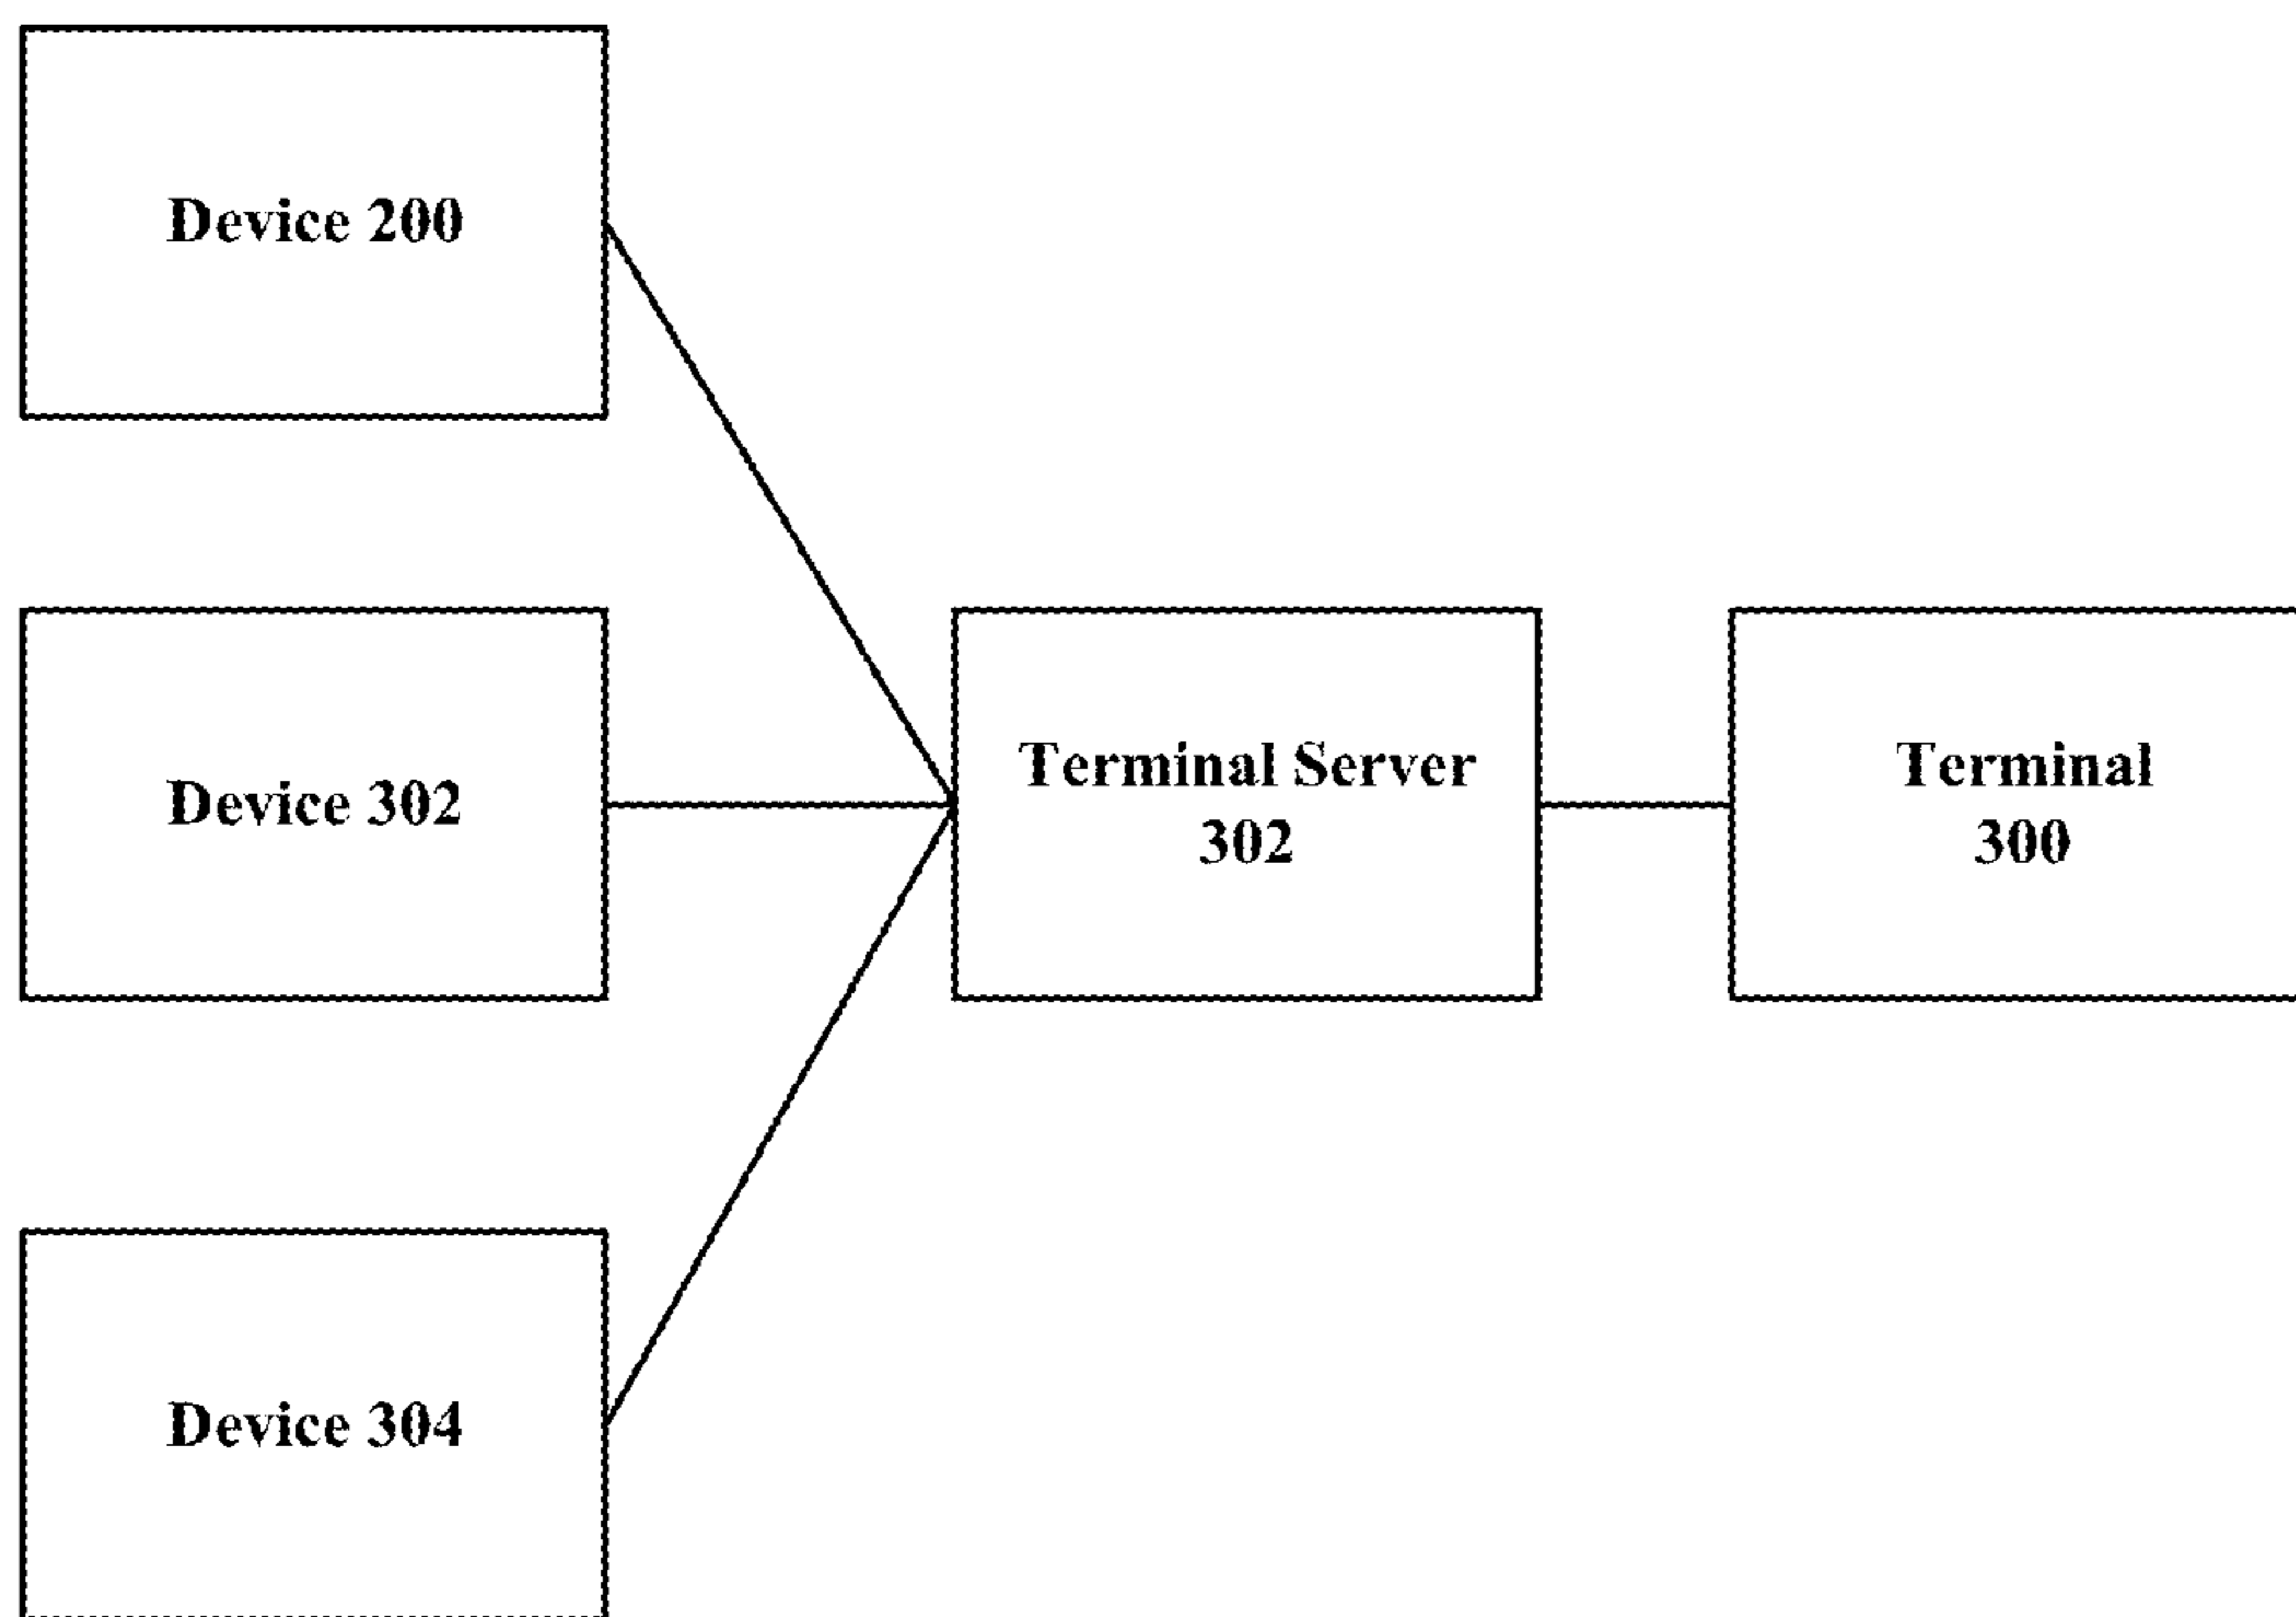 Device 200
Device 302
Terminal Server
302
Terminal
300
Device 304